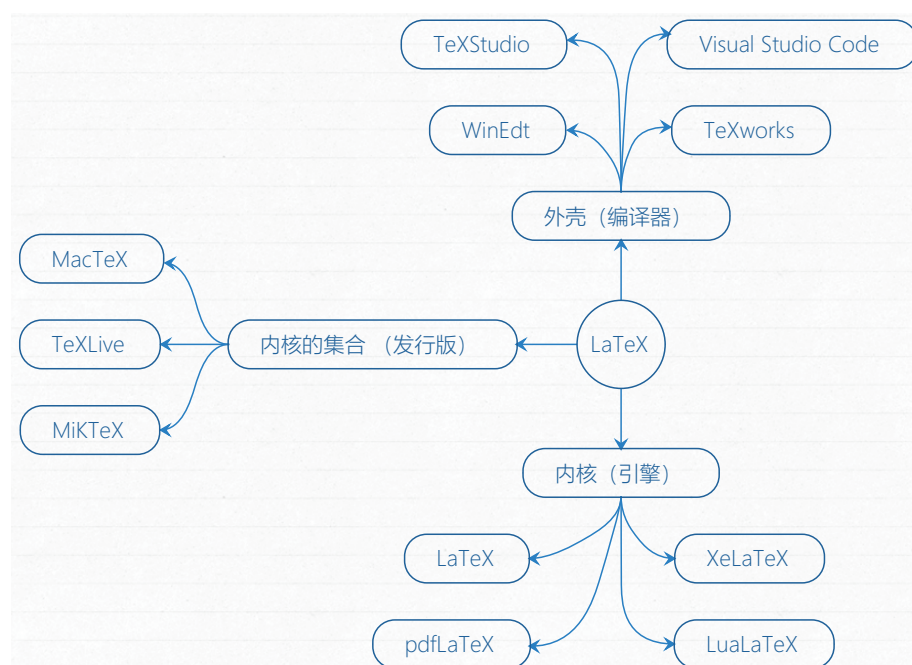 TeXStudio
Visual Studio Code
WinEdt
TeXworks
外壳（编译器）
MacTeX
TeXLive
内核的集合 （发行版）
LaTeX
MiKTeX
内核（引擎）
LaTeX
XeLaTeX
pdfLaTeX
LuaLaTeX